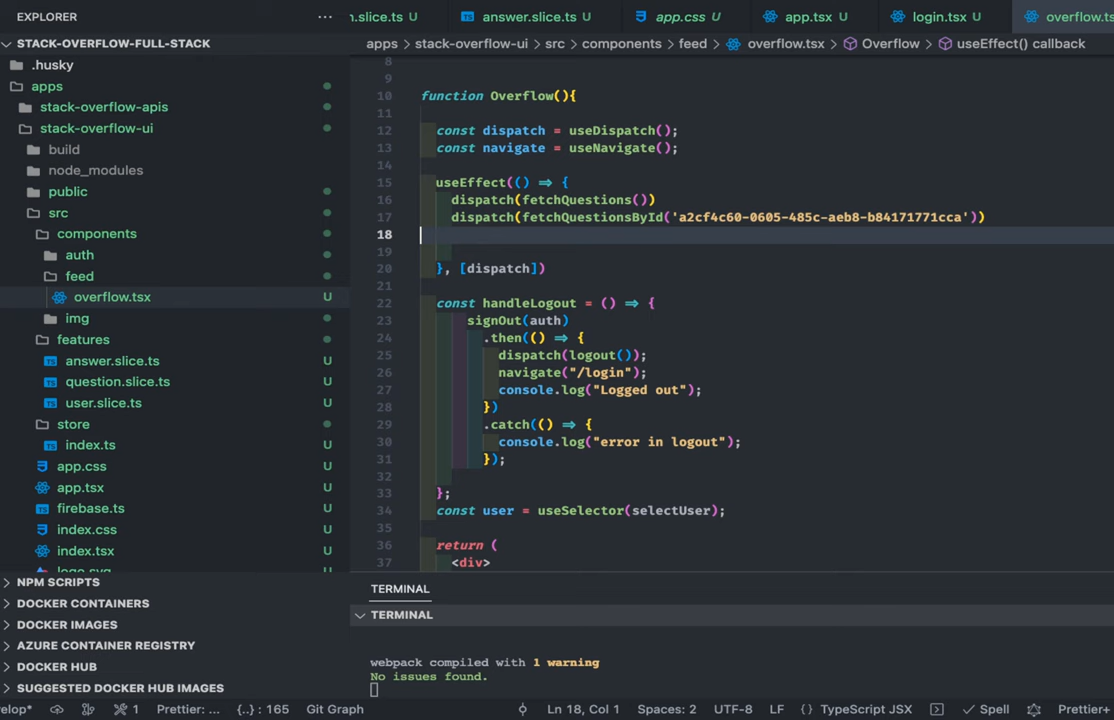 EXPLORER
STACK-OVERFLOW-FULL-STACK
.husky
apps
stack-overflow-apis
stack-overflow-ui
build
node_modules
public
src
components
auth
feed
overflow.tsx U
img
features
answer.slice.ts U
question.slice.ts U
user.slice.ts U
store
index.ts U
app.css U
app.tsx U
firebase.ts U
index.css U
index.tsx U
NPM SCRIPTS
DOCKER CONTAINERS
DOCKER IMAGES
AZURE CONTAINER REGISTRY
DOCKER HUB
SUGGESTED DOCKER HUB IMAGES
n.slice.ts U answer.slice.ts U app.css U app.tsx U login.tsx U overflow.ts
apps > stack-overflow-ui > src > components > feed > overflow.tsx > Overflow > useEffect() callback
8
9
10 function Overflow(){
11
12 const dispatch = useDispatch();
13 const navigate = useNavigate();
14
15 useEffect(() => {
16 dispatch(fetchQuestions())
17 dispatch(fetchQuestionsById('a2cf4c60-0605-485c-aeb8-b84171771cca'))
18
19
20 }, [dispatch])
21
22 const handleLogout = () => {
23 signOut(auth)
24 .then(() => {
25 dispatch(logout());
26 navigate("/login");
27 console.log("Logged out");
28 })
29 .catch(() => {
30 console.log("error in logout");
31 });
32
33 };
34 const user = useSelector(selectUser);
35
36 return (
37 <div>
TERMINAL
TERMINAL
webpack compiled with 1 warning
No issues found.
elop* 1 Prettier: ... {..} : 165 Git Graph Ln 18, Col 1 Spaces: 2 UTF-8 LF {} TypeScript JSX Spell Prettier+